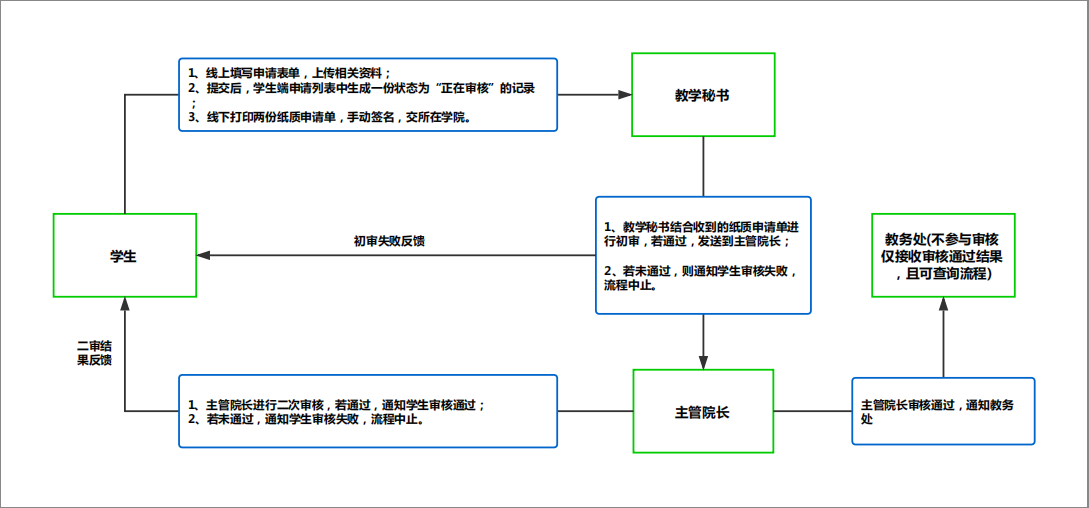 1、线上填写申请表单，上传相关资料；
2、提交后，学生端申请列表中生成一份状态为“正在审核”的记录
；
3、线下打印两份纸质申请单，手动签名，交所在学院。
教学秘书
学生
初审失败反馈
1、教学秘书结合收到的纸质申请单进
行初审，若通过，发送到主管院长；
2、若未通过，则通知学生审核失败，
流程中止。
教务处(不参与审核
仅接收审核通过结果
，且可查询流程)
二审结
果反馈
1、主管院长进行二次审核，若通过，通知学生审核通过；
2、若未通过，通知学生审核失败，流程中止。
主管院长
主管院长审核通过，通知教务
处